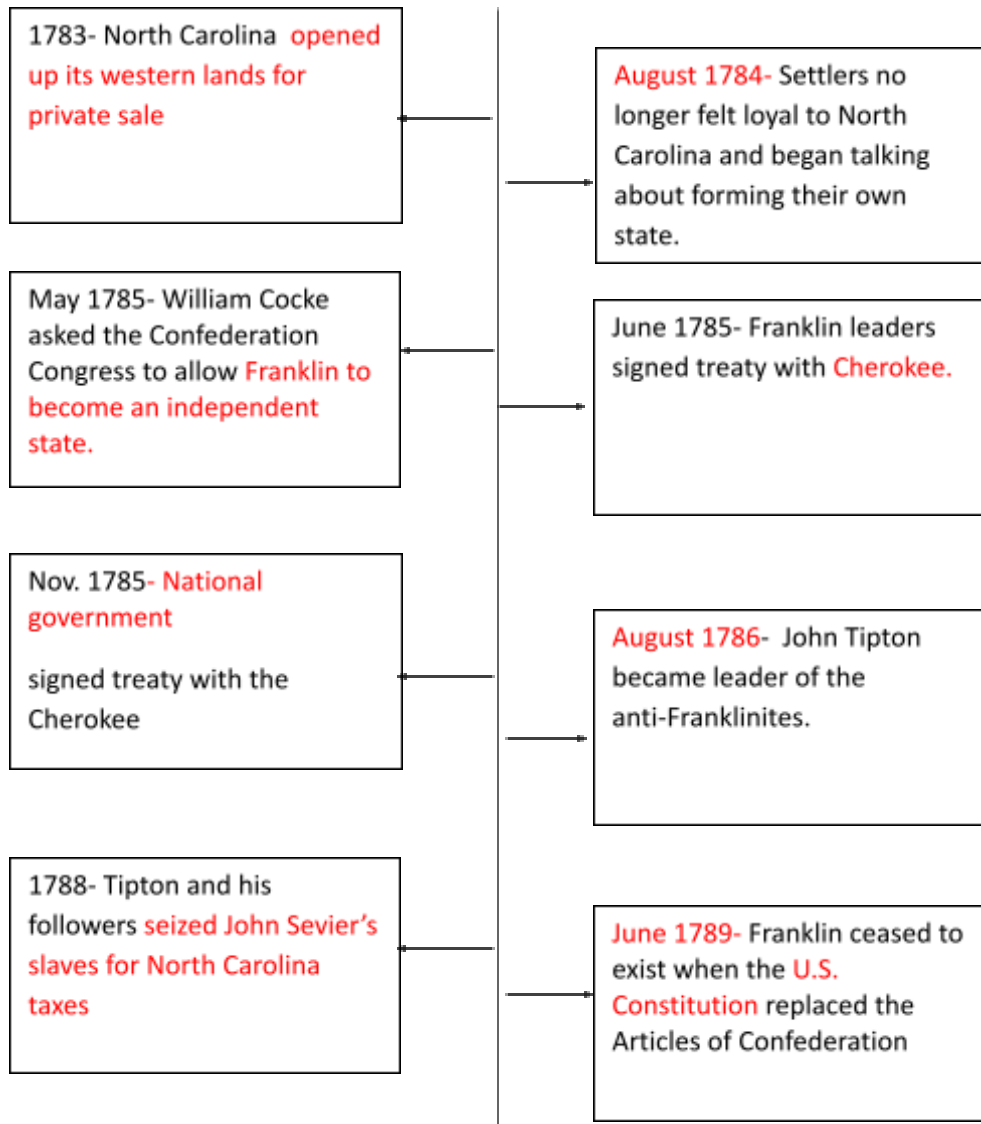 1783- North Carolina opened
up its western lands for
private sale
August 1784- Settlers no
longer felt loyal to North
Carolina and began talking
about forming their own
state.
May 1785- William Cocke
asked the Confederation
Congress to allow Franklin to
become an independent
state.
June 1785- Franklin leaders
signed treaty with Cherokee.
Nov. 1785- National
government
signed treaty with the
Cherokee
August 1786- John Tipton
became leader of the
anti-Franklinites.
1788- Tipton and his
followers seized John Sevier’s
slaves for North Carolina
taxes
June 1789- Franklin ceased to
exist when the U.S.
Constitution replaced the
Articles of Confederation